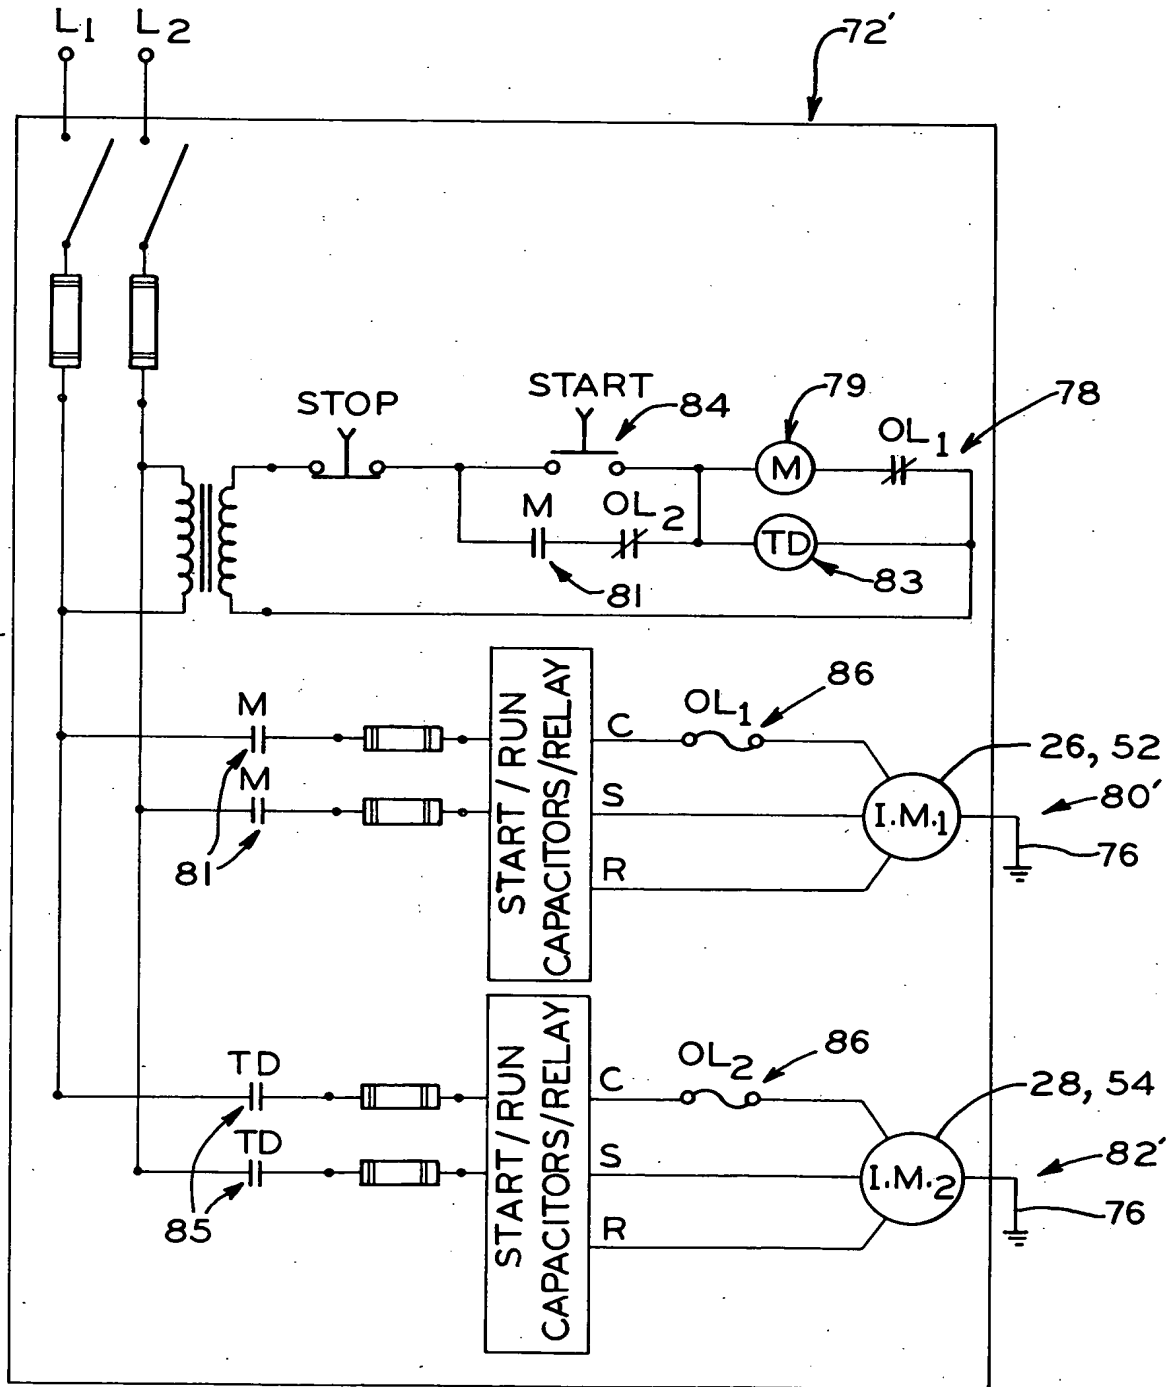 L1 L2
72'
STOP
START
84
79
OL1
78
M
M
OL2
TD
81
83
M
M
81
START/RUN
CAPACITORS/RELAY
C
S
R
OL1
86
26, 52
I.M.1
80'
76
TD
TD
85
START/RUN
CAPACITORS/RELAY
C
S
R
OL2
86
28, 54
I.M.2
82'
76